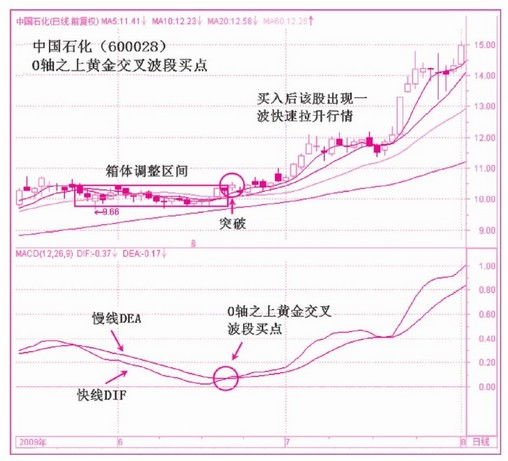 中国石化(日线.前复权) MA5:11.41↓ MA10:12.23↓ MA20:12.58↓ MA60:12.25↑
中国石化（600028）
0轴之上黄金交叉波段买点
15.00
14.00
13.00
12.00
11.00
10.00
9.00
买入后该股出现一
波快速拉升行情
箱体调整区间
←9.66
突破
MACD(12,26,9) DIF:-0.37↓ DEA:-0.17↓
1.00
0.80
0.60
0.40
0.20
0.00
慢线DEA
0轴之上黄金交叉
波段买点
快线DIF
2009年 6 7 8 日线